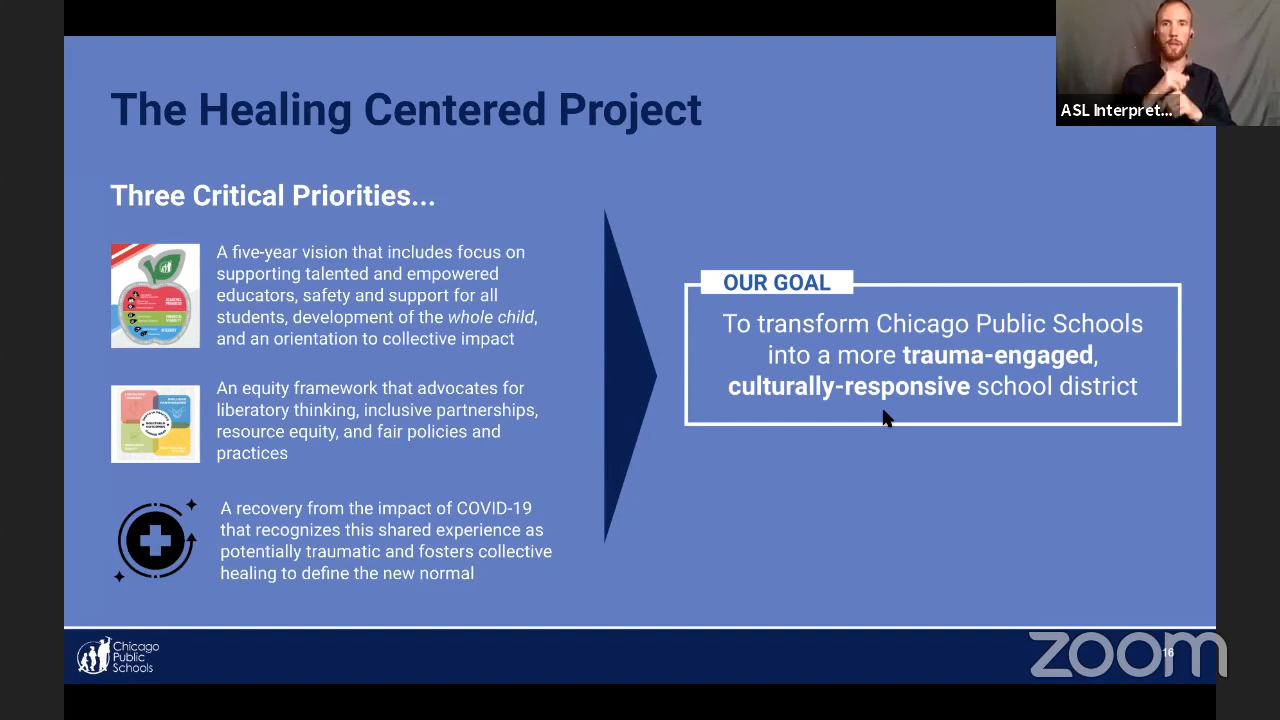 The Healing Centered Project
ASL Interpret...
Three Critical Priorities...
A five-year vision that includes focus on
supporting talented and empowered
educators, safety and support for all
students, development of the whole child,
and an orientation to collective impact
An equity framework that advocates for
liberatory thinking, inclusive partnerships,
resource equity, and fair policies and
practices
A recovery from the impact of COVID-19
that recognizes this shared experience as
potentially traumatic and fosters collective
healing to define the new normal
OUR GOAL
To transform Chicago Public Schools
into a more trauma-engaged,
culturally-responsive school district
Chicago
Public
Schools
zoom
16